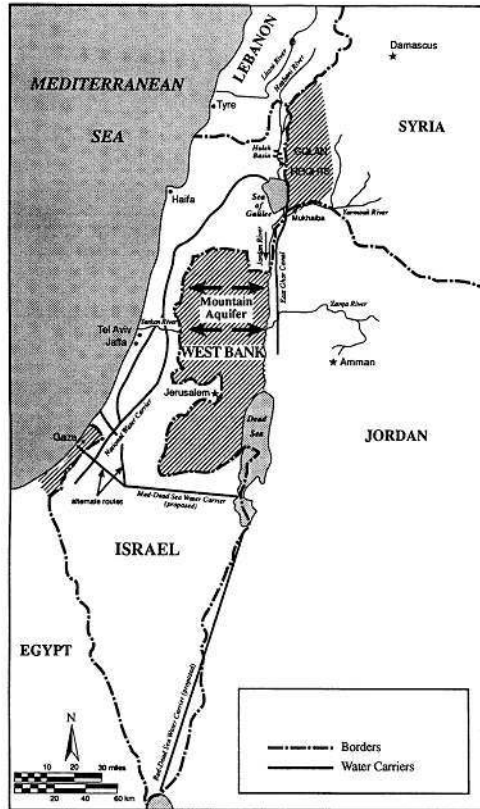 LEBANON
Litani River
Hasbani River
Damascus
MEDITERRANEAN
SEA
Tyre
SYRIA
Huleh
Basin
GOLAN
HEIGHTS
Haifa
Sea
of
Galilee
Mukhaiba
Yarmouk River
Jordan River
East Ghor Canal
Mountain
Aquifer
Yarkon River
Zarqa River
Tel Aviv
Jaffa
WEST BANK
Amman
Jerusalem
Dead
Sea
National Water Carrier
JORDAN
Gaza
alternate routes
Med-Dead Sea Water Carrier
(proposed)
ISRAEL
EGYPT
Red-Dead Sea Water Carrier (proposed)
N
10 20 30 miles
20 40 60 km
Borders
Water Carriers